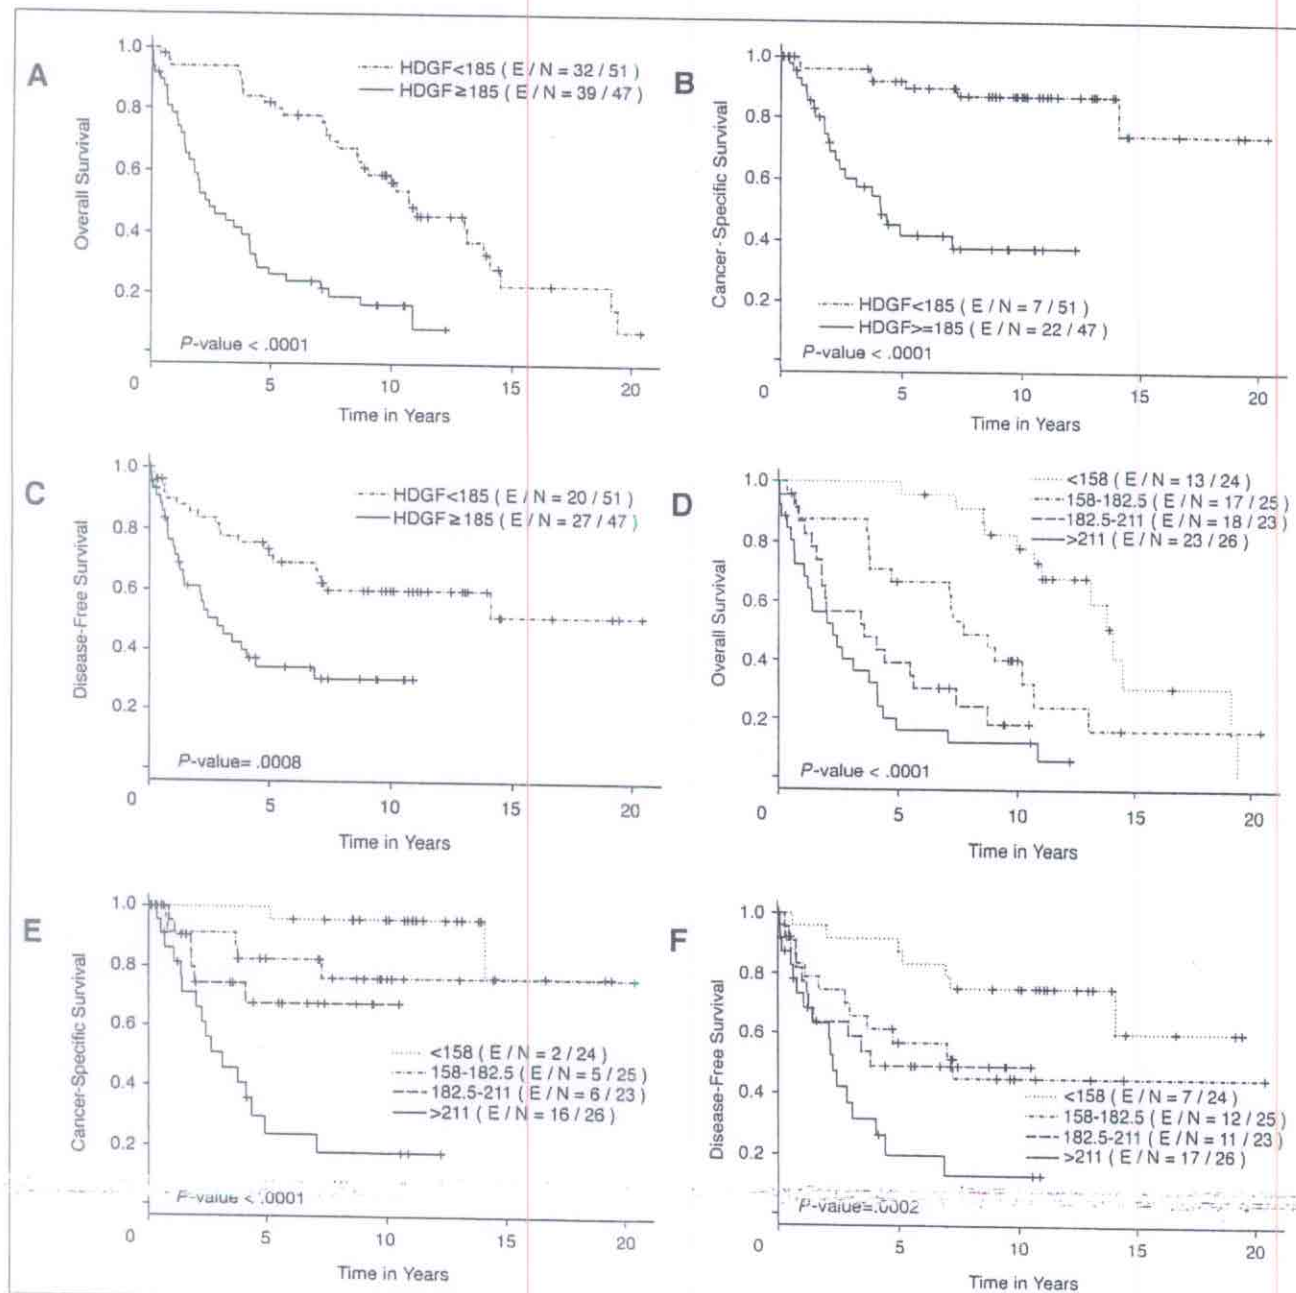 A
1.0
0.8
0.6
0.4
0.2
Overall Survival
HDGF<185 ( E / N = 32 / 51 )
HDGF≥185 ( E / N = 39 / 47 )
P-value < .0001
0 5 10 15 20
Time in Years
B
1.0
0.8
0.6
0.4
0.2
Cancer-Specific Survival
HDGF<185 ( E / N = 7 / 51 )
HDGF>=185 ( E / N = 22 / 47 )
P-value < .0001
0 5 10 15 20
Time in Years
C
1.0
0.8
0.6
0.4
0.2
Disease-Free Survival
HDGF<185 ( E / N = 20 / 51 )
HDGF≥185 ( E / N = 27 / 47 )
P-value= .0008
0 5 10 15 20
Time in Years
D
1.0
0.8
0.6
0.4
0.2
Overall Survival
<158 ( E / N = 13 / 24 )
158-182.5 ( E / N = 17 / 25 )
182.5-211 ( E / N = 18 / 23 )
>211 ( E / N = 23 / 26 )
P-value < .0001
0 5 10 15 20
Time in Years
E
1.0
0.8
0.6
0.4
0.2
Cancer-Specific Survival
<158 ( E / N = 2 / 24 )
158-182.5 ( E / N = 5 / 25 )
182.5-211 ( E / N = 6 / 23 )
>211 ( E / N = 16 / 26 )
P-value < .0001
0 5 10 15 20
Time in Years
F
1.0
0.8
0.6
0.4
0.2
Disease-Free Survival
<158 ( E / N = 7 / 24 )
158-182.5 ( E / N = 12 / 25 )
182.5-211 ( E / N = 11 / 23 )
>211 ( E / N = 17 / 26 )
P-value=.0002
0 5 10 15 20
Time in Years